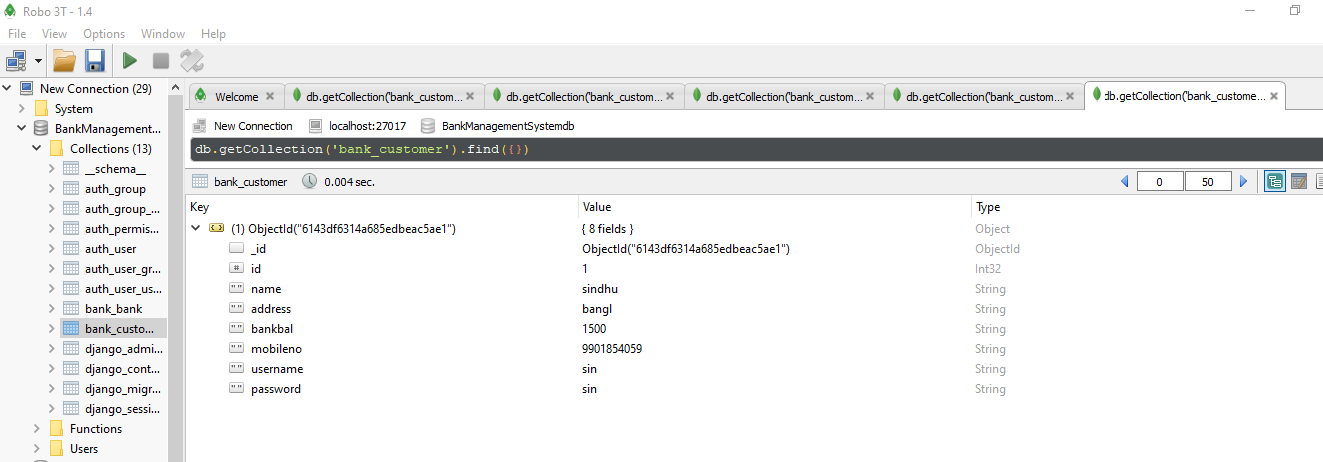 Robo 3T - 1.4
File View Options Window Help
New Connection (29)
System
BankManagement...
Collections (13)
__schema__
auth_group
auth_group_...
auth_permis...
auth_user
auth_user_gr...
auth_user_us...
bank_bank
bank_custo...
django_admi...
django_cont...
django_migr...
django_sessi...
Functions
Users
Welcome db.getCollection('bank_custom... db.getCollection('bank_custom... db.getCollection('bank_custom... db.getCollection('bank_custom... db.getCollection('bank_custome...
New Connection localhost:27017 BankManagementSystemdb
db.getCollection('bank_customer').find({})
bank_customer 0.004 sec. 0 50
Key Value Type
(1) ObjectId("6143df6314a685edbeac5ae1") { 8 fields } Object
_id ObjectId("6143df6314a685edbeac5ae1") ObjectId
# id 1 Int32
" " name sindhu String
" " address bangl String
" " bankbal 1500 String
" " mobileno 9901854059 String
" " username sin String
" " password sin String